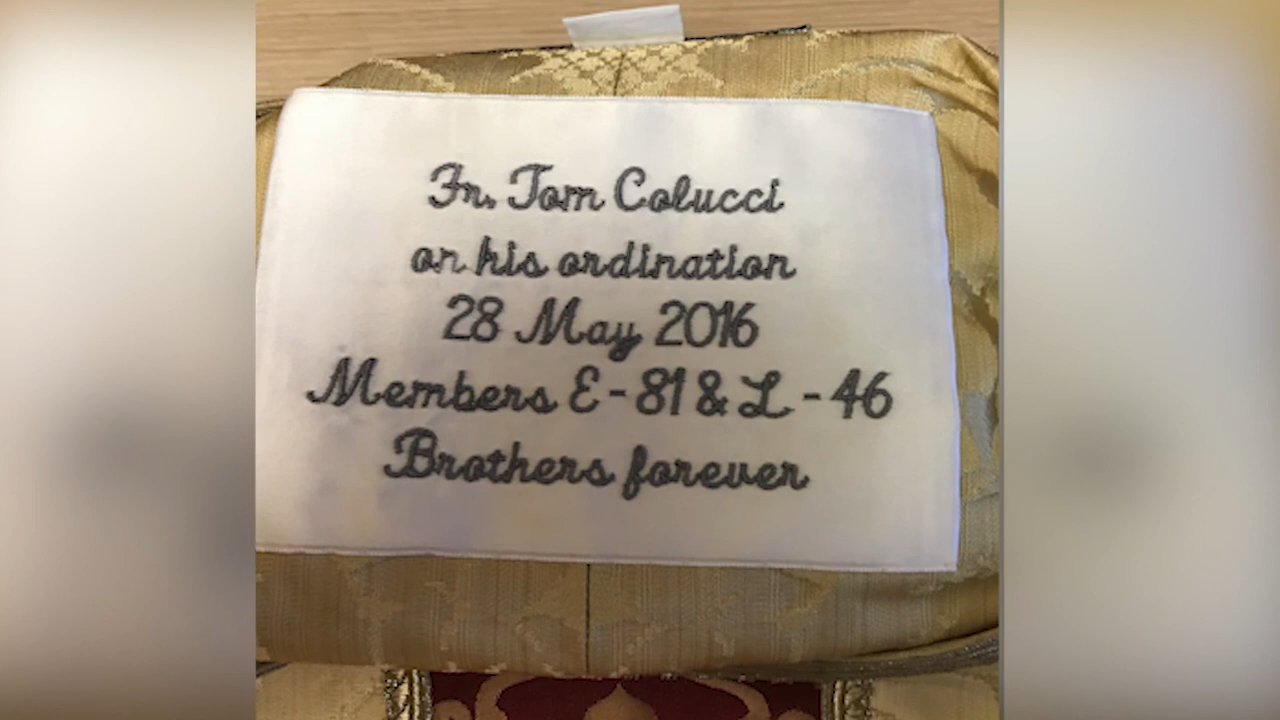 Fr. Tom Colucci
on his ordination
28 May 2016
Members E - 81 & L - 46
Brothers forever